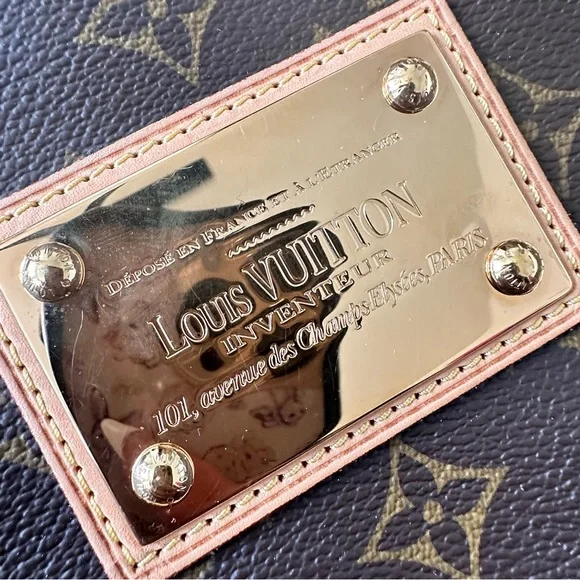 DÉPOSÉ EN FRANCE ET À L'ÉTRANGER
LOUIS VUITTON
INVENTEUR
101, avenue des Champs Elysées, PARIS